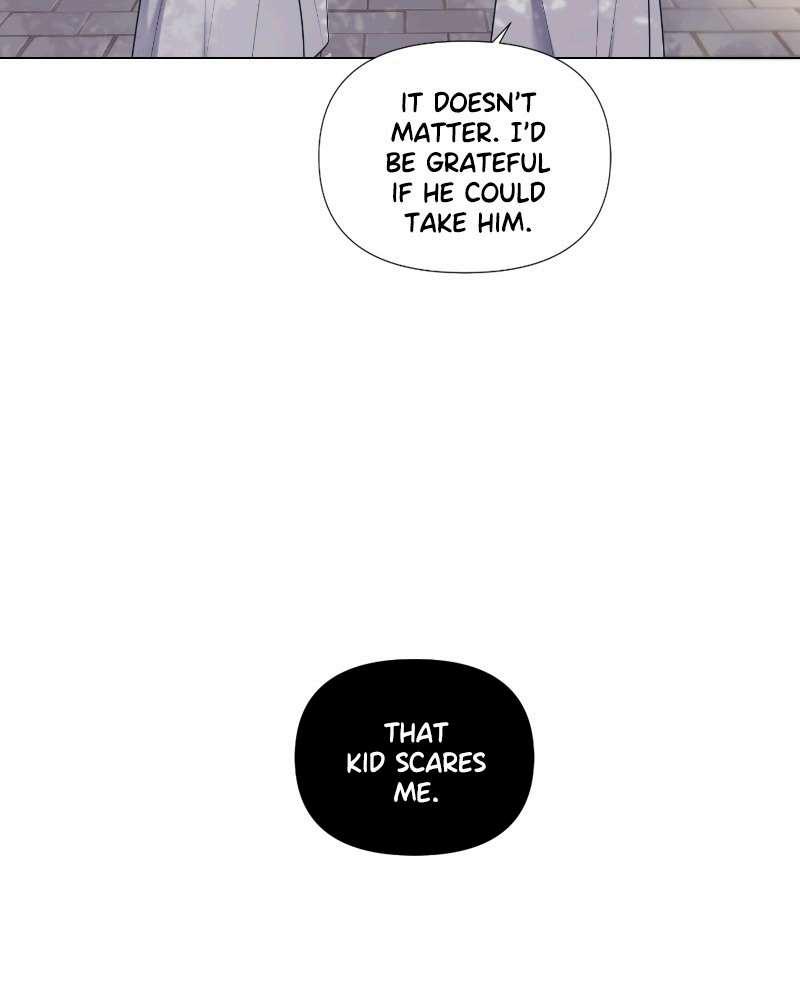 IT DOESN'T
MATTER. I'D
BE GRATEFUL
IF HE COULD
TAKE HIM.
THAT
KID SCARES
ME.